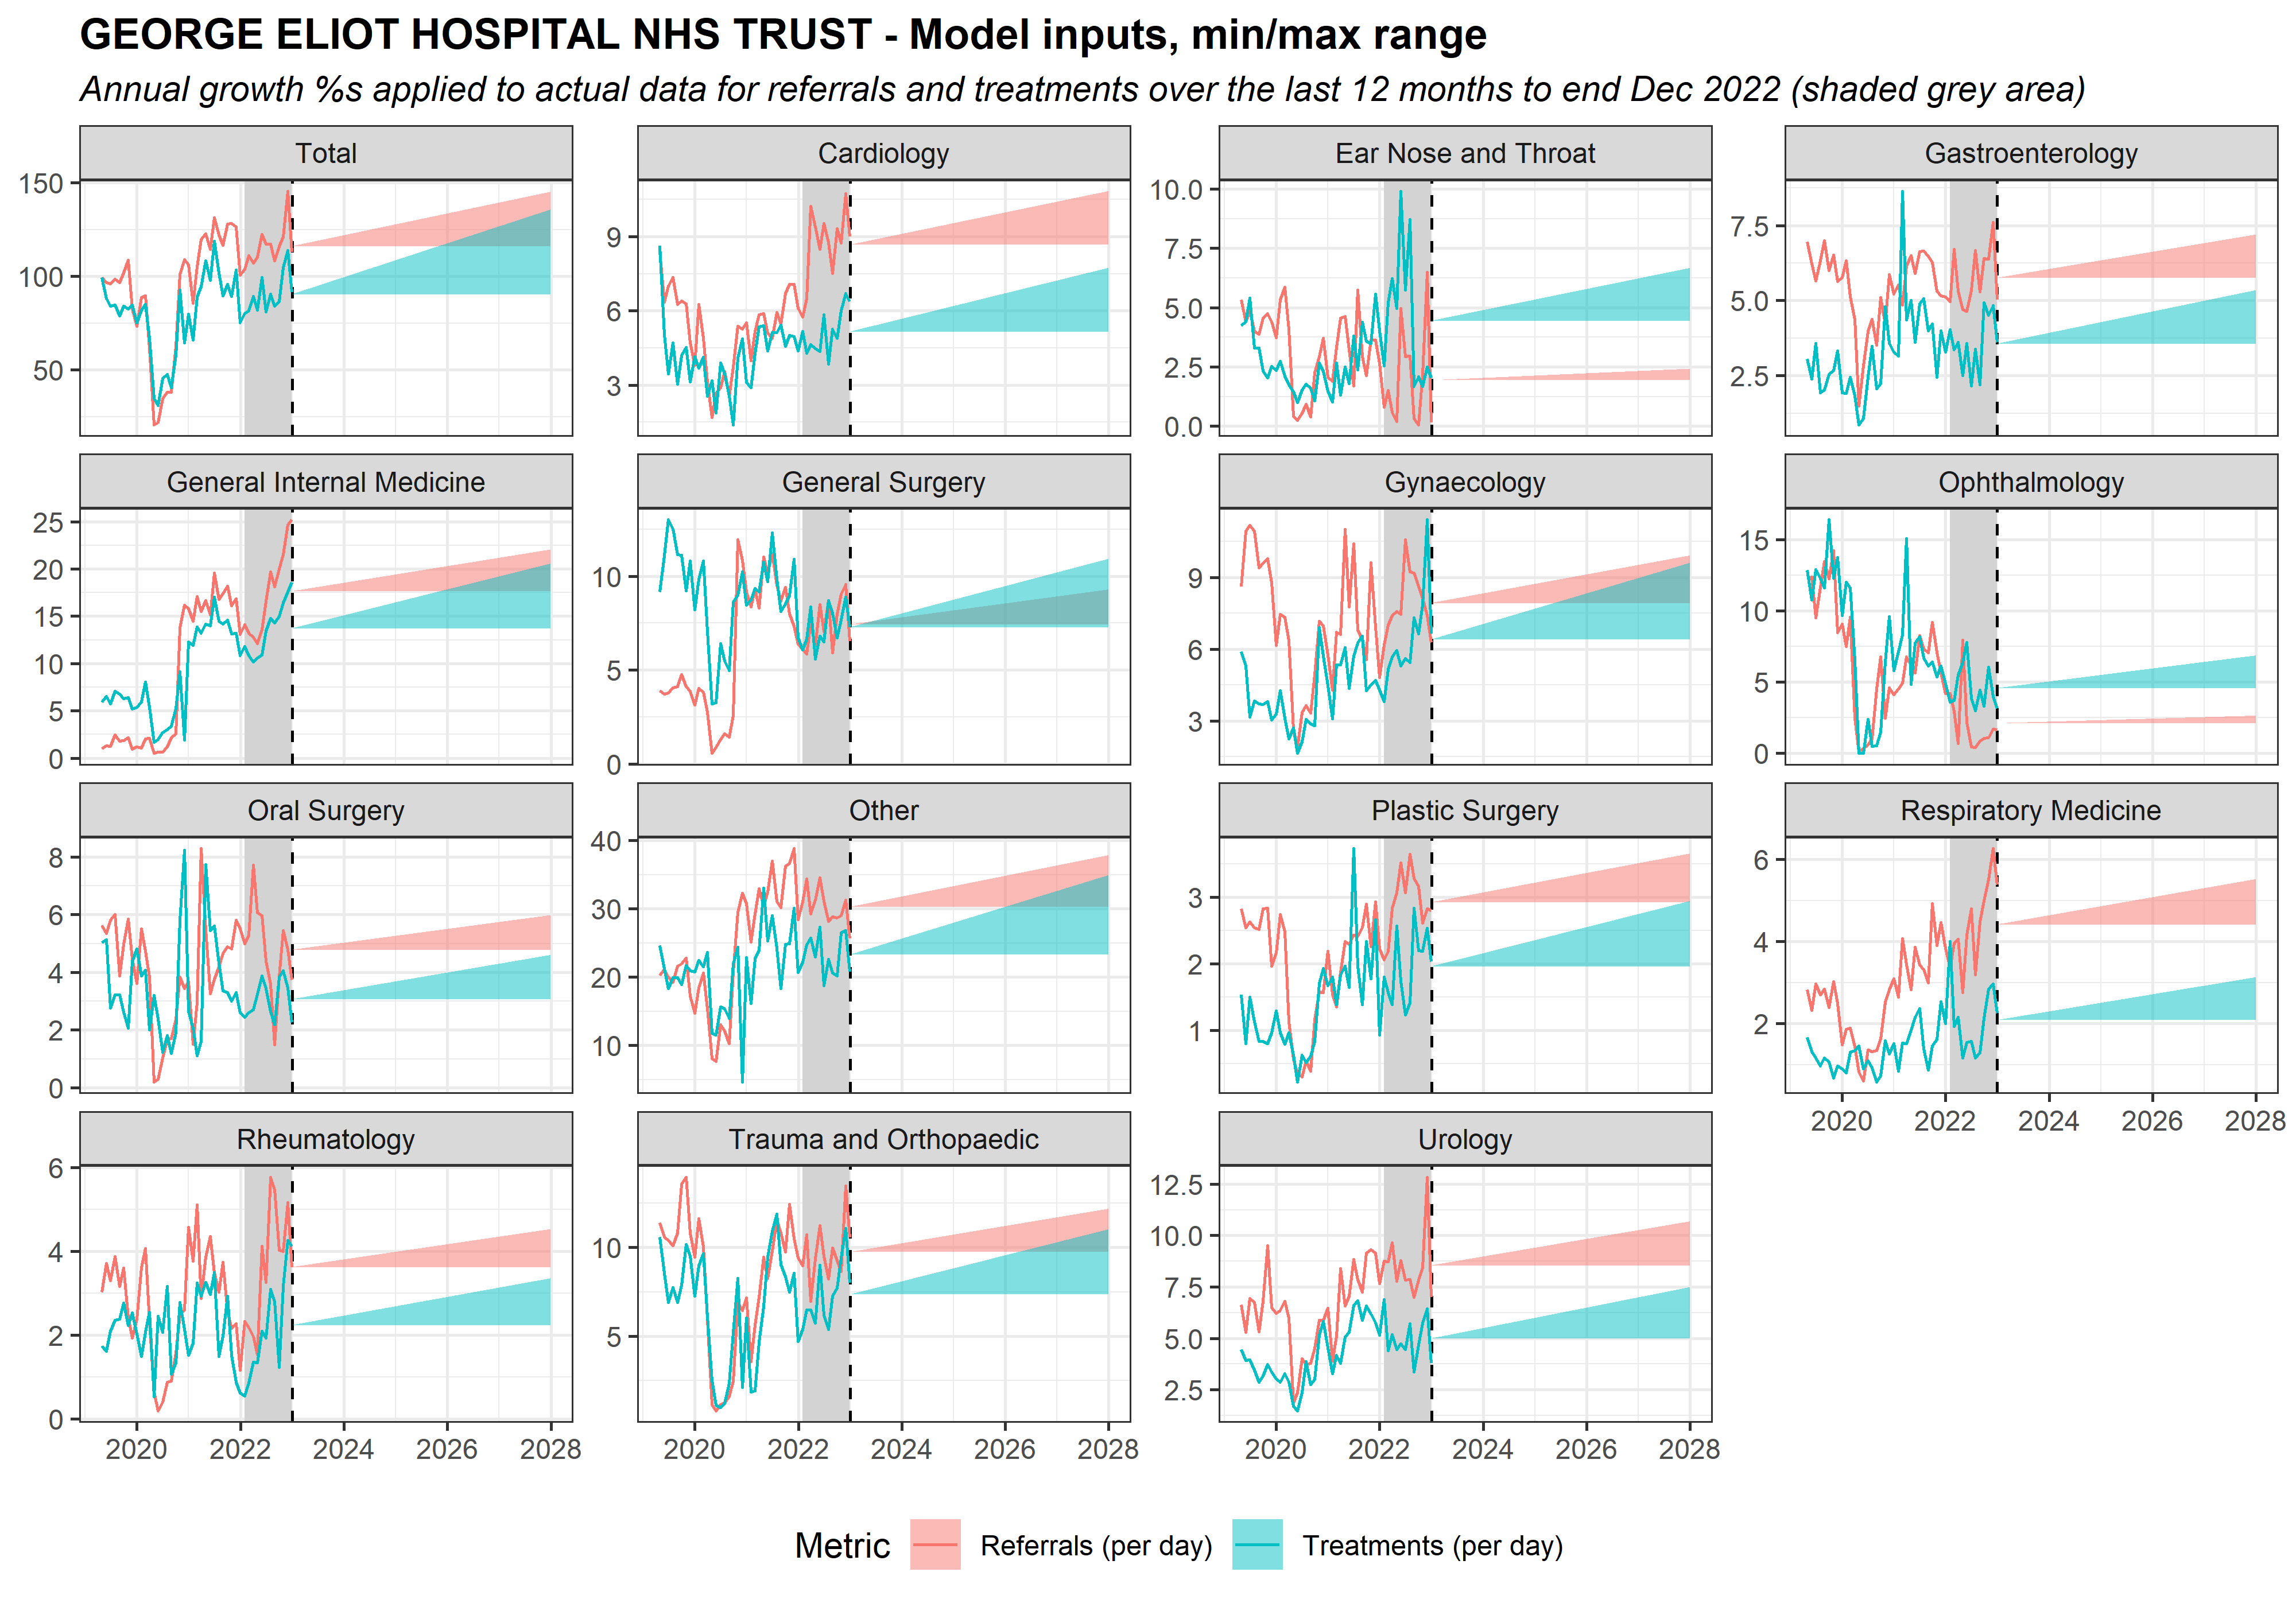 GEORGE ELIOT HOSPITAL NHS TRUST - Model inputs, min/max range
Annual growth %s applied to actual data for referrals and treatments over the last 12 months to end Dec 2022 (shaded grey area)
Total
Cardiology
Ear Nose and Throat
Gastroenterology
150
100
50
9
6
3
10.0
7.5
5.0
2.5
0.0
7.5
5.0
2.5
General Internal Medicine
General Surgery
Gynaecology
Ophthalmology
25
20
15
10
5
0
10
5
0
9
6
3
15
10
5
0
Oral Surgery
Other
Plastic Surgery
Respiratory Medicine
8
6
4
2
0
40
30
20
10
3
2
1
6
4
2
2020 2022 2024 2026 2028
Rheumatology
Trauma and Orthopaedic
Urology
6
4
2
0
10
5
12.5
10.0
7.5
5.0
2.5
2020 2022 2024 2026 2028
2020 2022 2024 2026 2028
2020 2022 2024 2026 2028
Metric Referrals (per day) Treatments (per day)